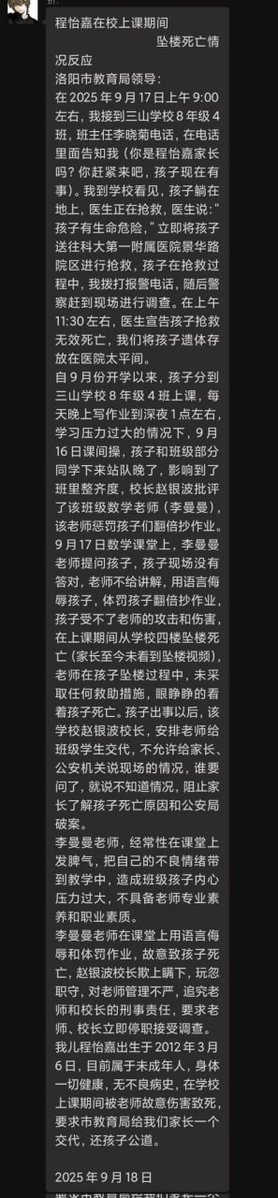 程怡嘉在校上课期间
坠楼死亡情
况反应
洛阳市教育局领导：
在2025年9月17日上午9:00
左右，我接到三山学校8年级4
班，班主任李晓菊电话，在电话
里面告知我（你是程怡嘉家长
吗？你赶紧来吧，孩子现在有
事）。我到学校看见，孩子躺在
地上，医生正在抢救，医生说：“
孩子有生命危险，”立即将孩子
送往科大第一附属医院景华路
院区进行抢救，孩子在抢救过
程中，我拨打报警电话，随后警
察赶到现场进行调查。在上午
11:30左右，医生宣告孩子抢救
无效死亡，我们将孩子遗体存
放在医院太平间。
自9月份开学以来，孩子分到
三山学校8年级4班上课，每
天晚上写作业到深夜1点左右，
学习压力过大的情况下，9月
16日课间操，孩子和班级部分
同学下来站队晚了，影响到了
班里整齐度，校长赵银波批评
了该班级数学老师（李曼曼），
该老师惩罚孩子们翻倍抄作业。
9月17日数学课堂上，李曼曼
老师提问孩子，孩子现场没有
答对，老师不给讲解，用语言侮
辱孩子，体罚孩子翻倍抄作业，
孩子受不了老师的攻击和伤害，
在上课期间从学校四楼坠楼死
亡（家长至今未看到坠楼视频），
老师在孩子坠楼过程中，未采
取任何救助措施，眼睁睁的看
着孩子死亡。孩子出事以后，该
学校赵银波校长，安排老师给
班级学生交代，不允许给家长、
公安机关说现场的情况，谁要
问了，就说不知道情况，阻止家
长了解孩子死亡原因和公安局
破案。
李曼曼老师，经常性在课堂上
发脾气，把自己的不良情绪带
到教学中，造成班级孩子内心
压力过大，不具备老师专业素
养和职业素质。
李曼曼老师在课堂上用语言侮
辱和体罚作业，故意致孩子死
亡，赵银波校长欺上瞒下，玩忽
职守，对老师管理不严，追究老
师和校长的刑事责任，要求老
师、校长立即停职接受调查。
我儿程怡嘉出生于2012年3月
6日，目前属于未成年人，身体
一切健康，无不良病史，在学校
上课期间被老师故意伤害致死，
要求市教育局给我们家长一个
交代，还孩子公道。
2025年9月18日